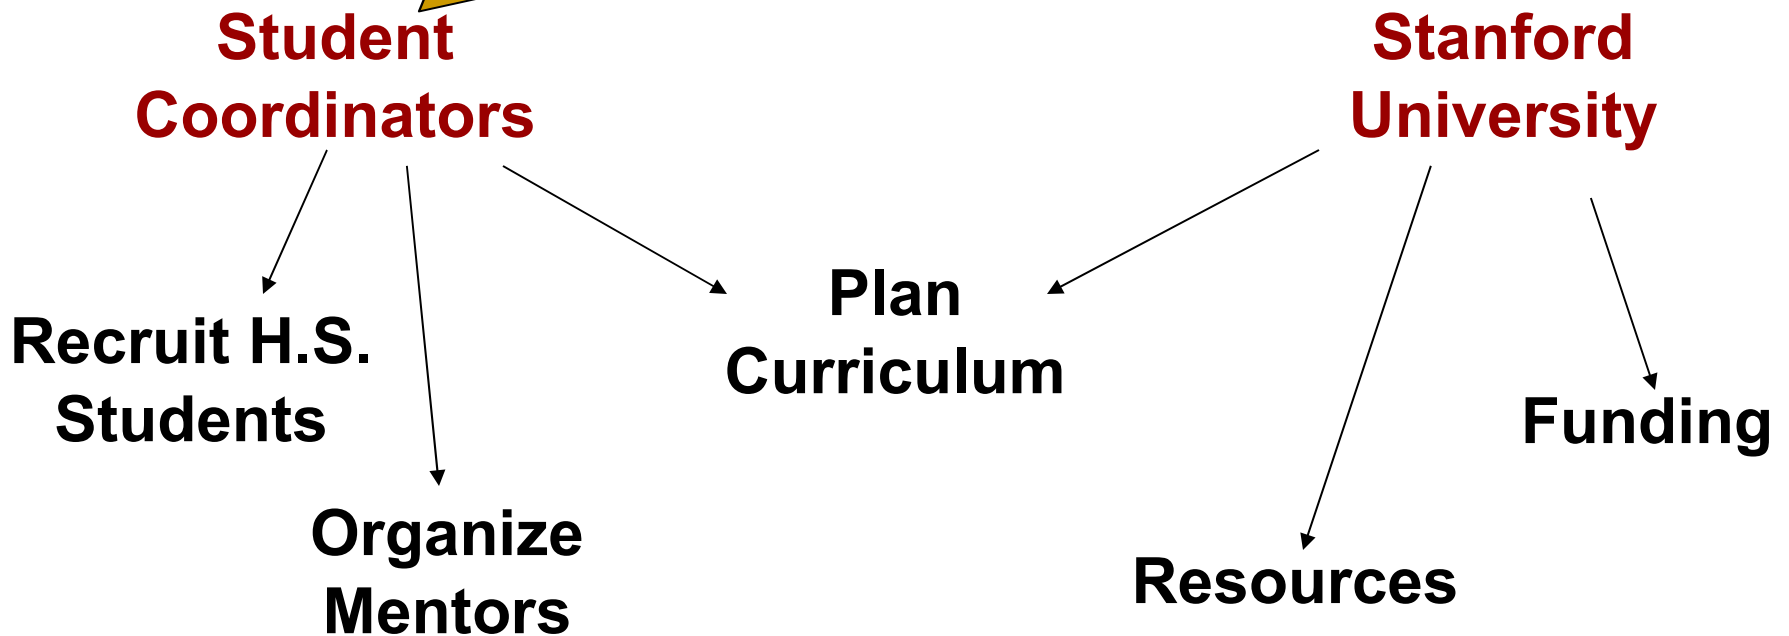 Student
Coordinators
Stanford
University
Plan
Curriculum
Recruit H.S.
Students
Funding
Organize
Mentors
Resources